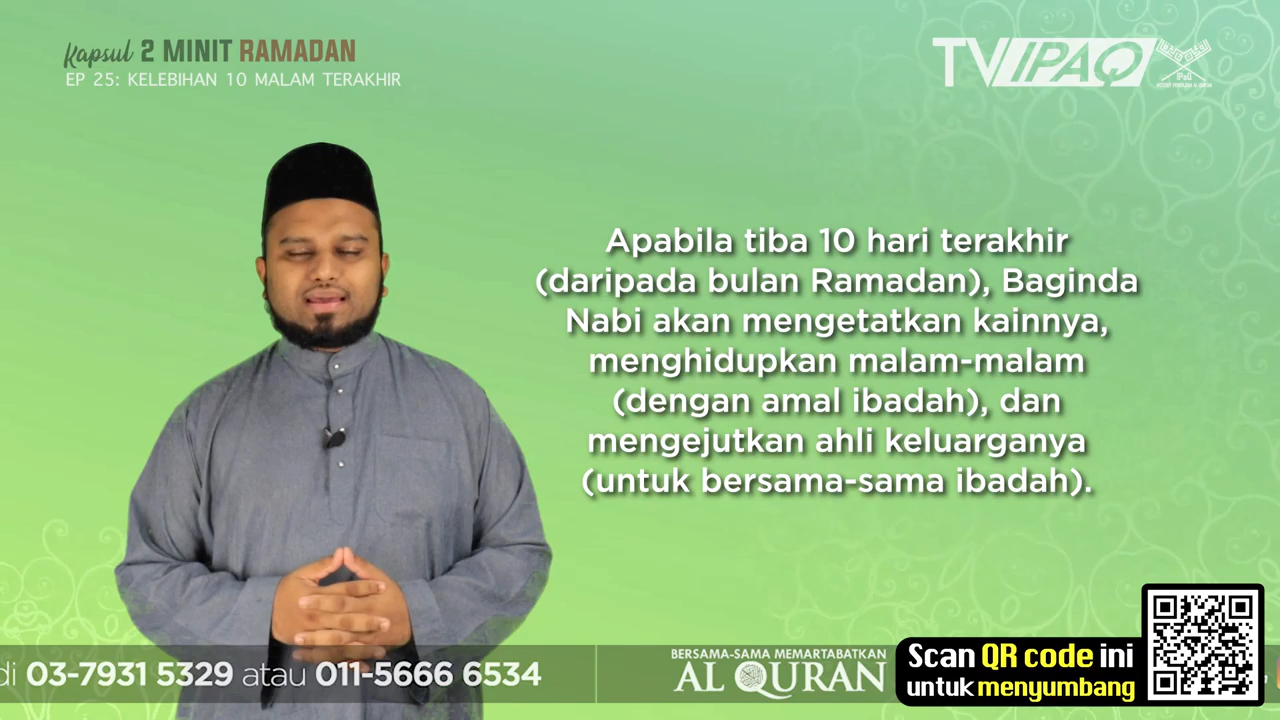 Kapsul 2 MINIT RAMADAN
EP 25: KELEBIHAN 10 MALAM TERAKHIR
TVIPAQ
Apabila tiba 10 hari terakhir
(daripada bulan Ramadan), Baginda
Nabi akan mengetatkan kainnya,
menghidupkan malam-malam
(dengan amal ibadah), dan
mengejutkan ahli keluarganya
(untuk bersama-sama ibadah).
di 03-7931 5329 atau 011-5666 6534
BERSAMA-SAMA MEMARTABATKAN
AL QURAN
Scan QR code ini
untuk menyumbang